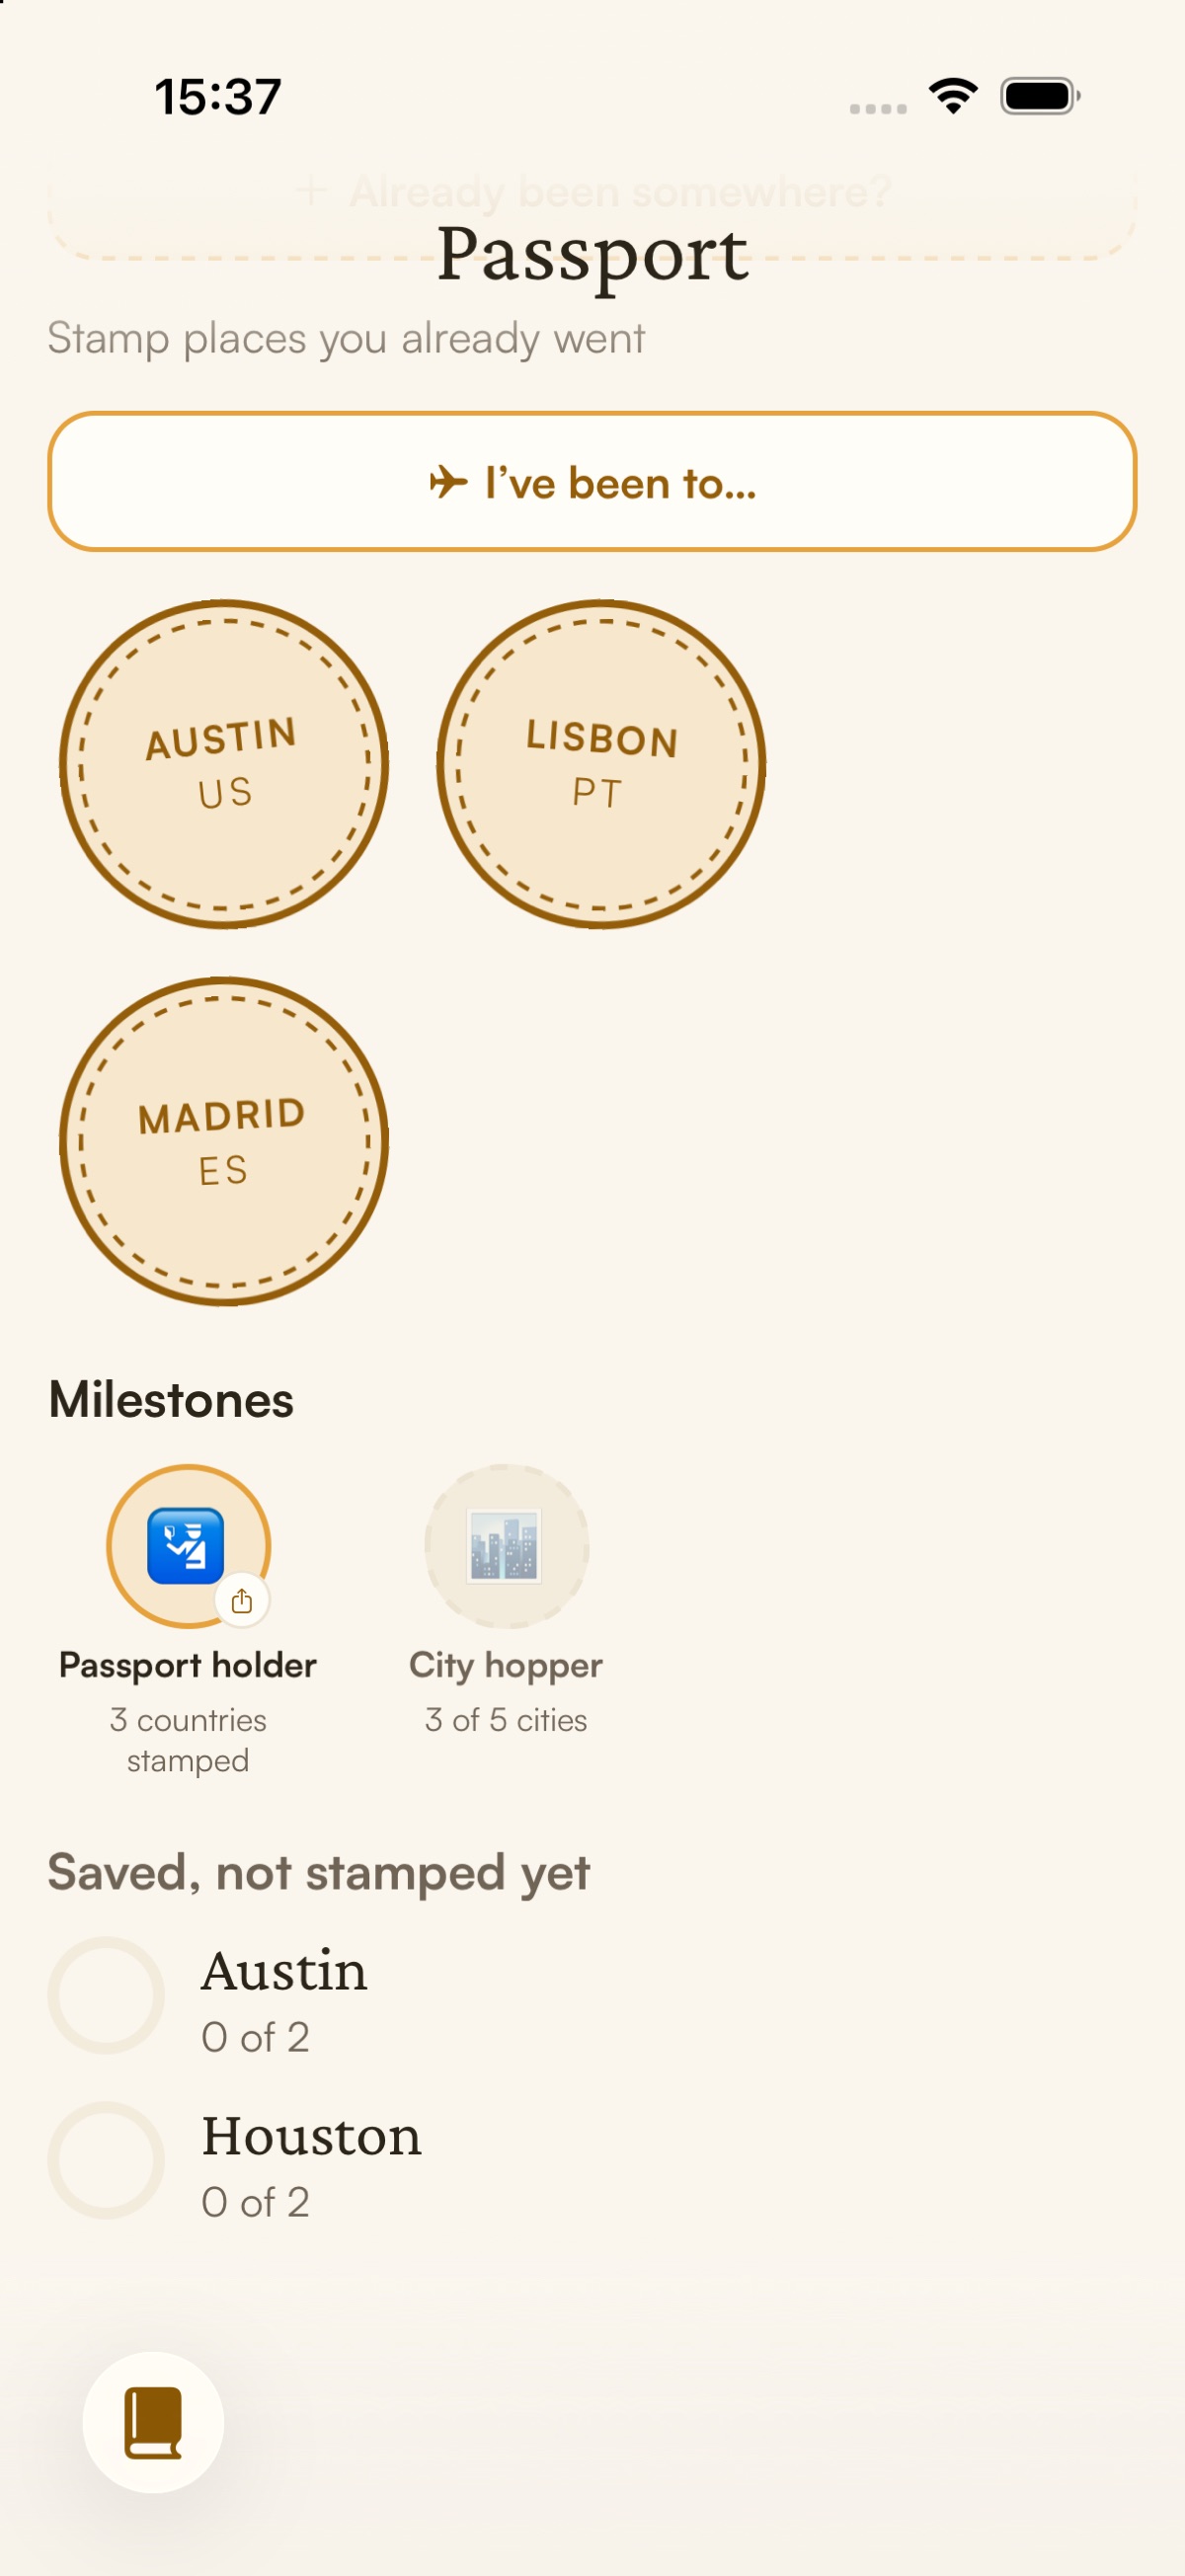 15:37
+ Already been somewhere?
Passport
Stamp places you already went
I’ve been to...
AUSTIN
US
LISBON
PT
MADRID
ES
Milestones
Passport holder
3 countries
stamped
City hopper
3 of 5 cities
Saved, not stamped yet
Austin
0 of 2
Houston
0 of 2